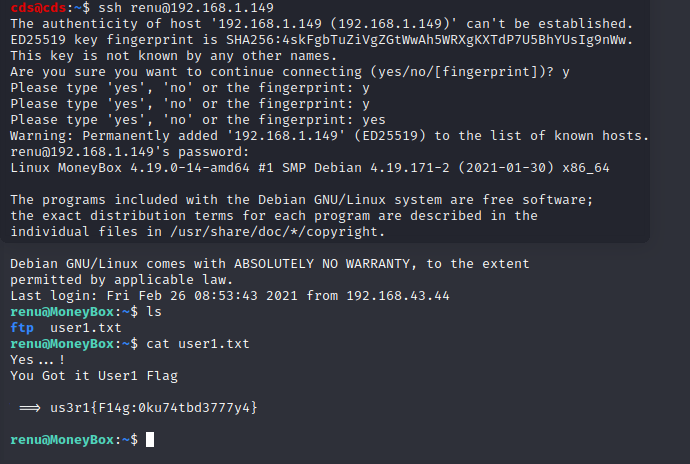 cds@cds:~$ ssh renu@192.168.1.149
The authenticity of host '192.168.1.149 (192.168.1.149)' can't be established.
ED25519 key fingerprint is SHA256:4skFgbTuZiVgZGtWwAh5WRXgKXTdP7U5BhYUsIg9nWw.
This key is not known by any other names.
Are you sure you want to continue connecting (yes/no/[fingerprint])? y
Please type 'yes', 'no' or the fingerprint: y
Please type 'yes', 'no' or the fingerprint: y
Please type 'yes', 'no' or the fingerprint: yes
Warning: Permanently added '192.168.1.149' (ED25519) to the list of known hosts.
renu@192.168.1.149's password:
Linux MoneyBox 4.19.0-14-amd64 #1 SMP Debian 4.19.171-2 (2021-01-30) x86_64
The programs included with the Debian GNU/Linux system are free software;
the exact distribution terms for each program are described in the
individual files in /usr/share/doc/*/copyright.
Debian GNU/Linux comes with ABSOLUTELY NO WARRANTY, to the extent
permitted by applicable law.
Last login: Fri Feb 26 08:53:43 2021 from 192.168.43.44
renu@MoneyBox:~$ ls
ftp  user1.txt
renu@MoneyBox:~$ cat user1.txt
Yes...!
You Got it User1 Flag
==> us3r1{F14g:0ku74tbd3777y4}
renu@MoneyBox:~$